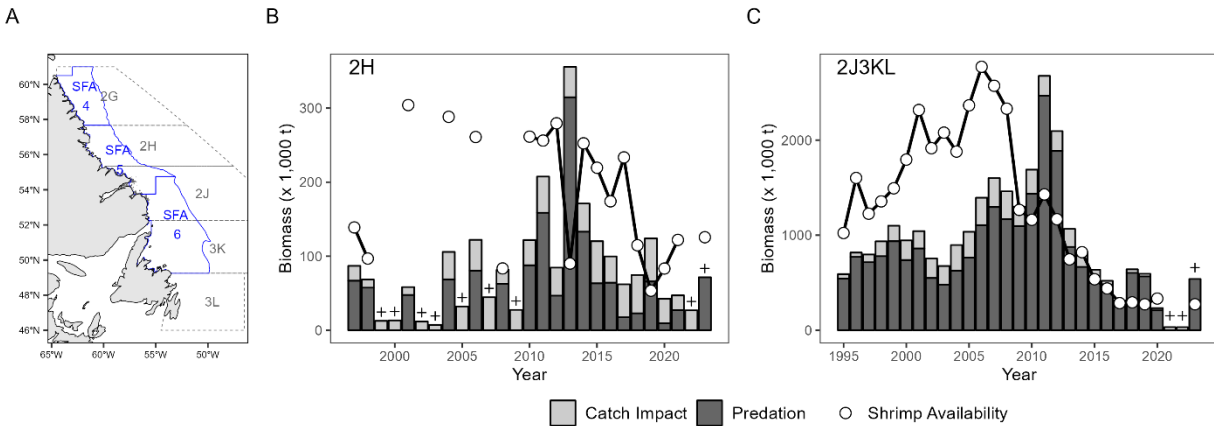 A
B
C
60°N
58°N
56°N
54°N
52°N
50°N
48°N
46°N
65°W
60°W
55°W
50°W
SFA
4
2G
SFA
5
2H
2J
SFA
6
3K
3L
2H
Biomass (x 1,000 t)
300
200
100
0
+ + + + + + + + +
2000
2005
2010
2015
2020
Year
2J3KL
Biomass (x 1,000 t)
2000
1000
0
+ + +
1995
2000
2005
2010
2015
2020
Year
Catch Impact
Predation
Shrimp Availability